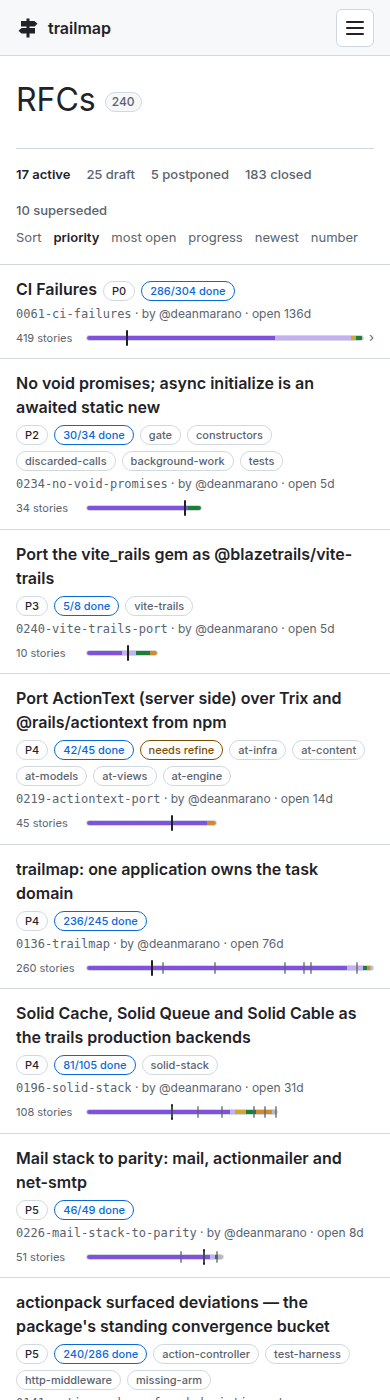 trailmap
RFCs 240
17 active 25 draft 5 postponed 183 closed
10 superseded
Sort priority most open progress newest number
CI Failures P0 286/304 done
0061-ci-failures · by @deanmarano · open 136d
419 stories ›
No void promises; async initialize is an
awaited static new
P2 30/34 done gate constructors
discarded-calls background-work tests
0234-no-void-promises · by @deanmarano · open 5d
34 stories
Port the vite_rails gem as @blazetrails/vite-
trails
P3 5/8 done vite-trails
0240-vite-trails-port · by @deanmarano · open 5d
10 stories
Port ActionText (server side) over Trix and
@rails/actiontext from npm
P4 42/45 done needs refine at-infra at-content
at-models at-views at-engine
0219-actiontext-port · by @deanmarano · open 14d
45 stories
trailmap: one application owns the task
domain
P4 236/245 done
0136-trailmap · by @deanmarano · open 76d
260 stories
Solid Cache, Solid Queue and Solid Cable as
the trails production backends
P4 81/105 done solid-stack
0196-solid-stack · by @deanmarano · open 31d
108 stories
Mail stack to parity: mail, actionmailer and
net-smtp
P5 46/49 done
0226-mail-stack-to-parity · by @deanmarano · open 8d
51 stories
actionpack surfaced deviations — the
package's standing convergence bucket
P5 240/286 done action-controller test-harness
http-middleware missing-arm